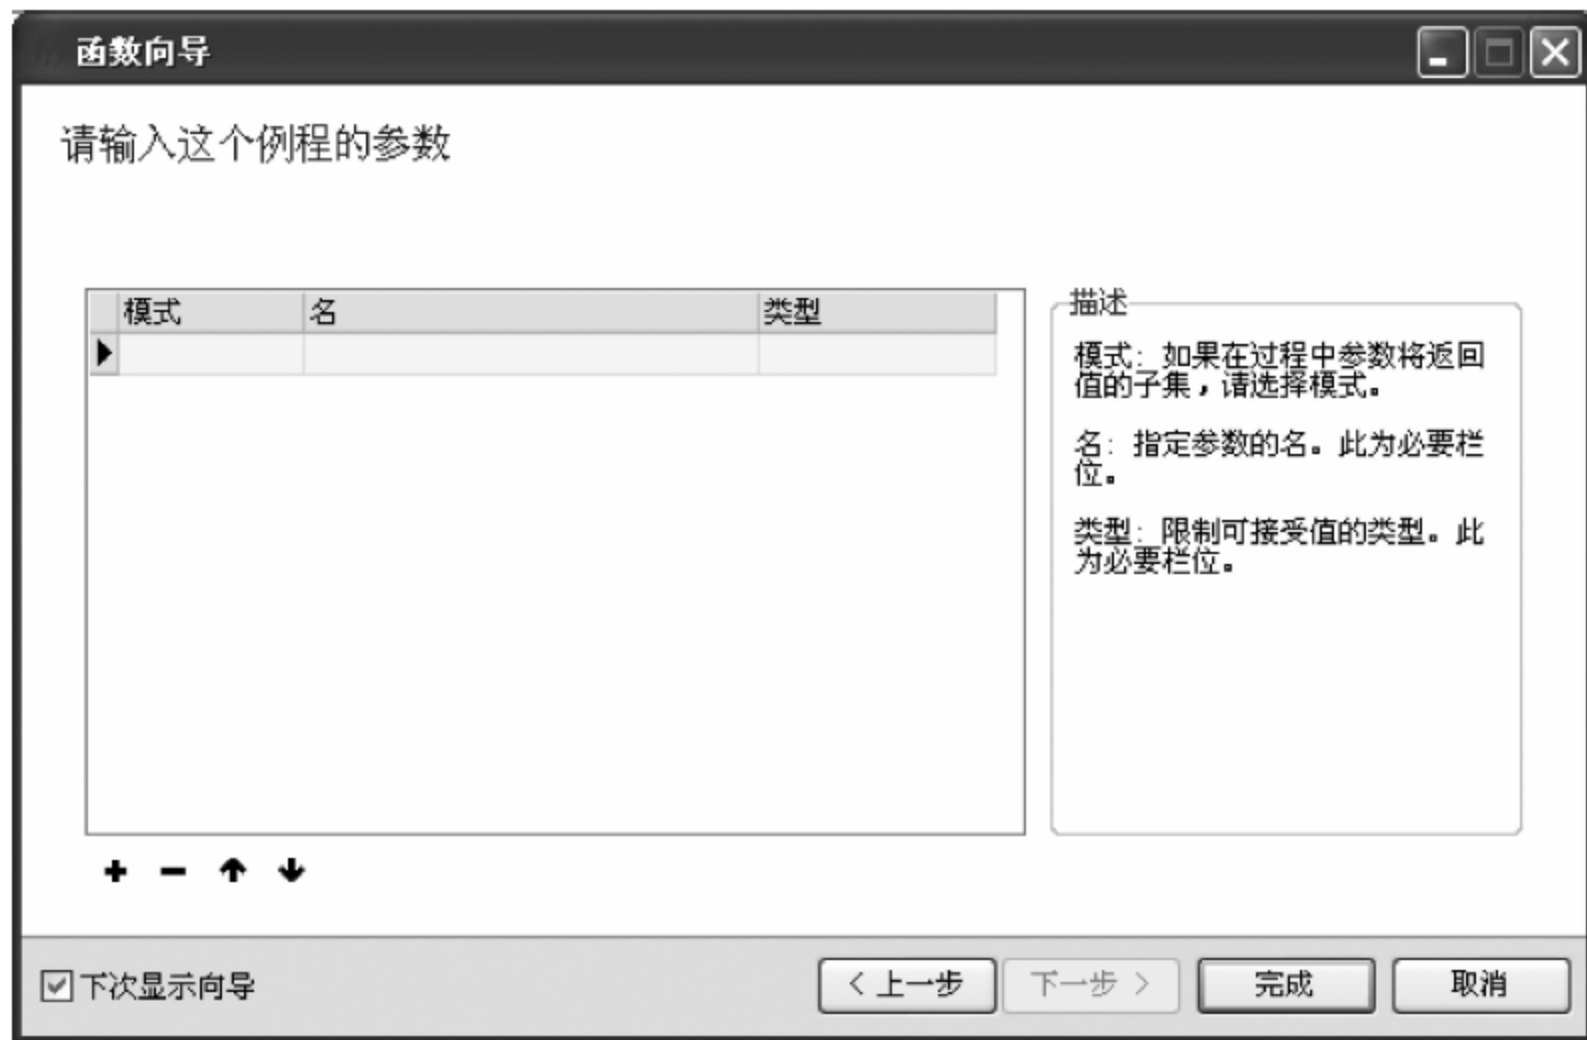 函数向导
请输入这个例程的参数
模式 名 类型
描述
模式: 如果在过程中参数将返回
值的子集,请选择模式。
名: 指定参数的名。此为必要栏
位。
类型: 限制可接受值的类型。此
为必要栏位。
下次显示向导
< 上一步 下一步 > 完成 取消